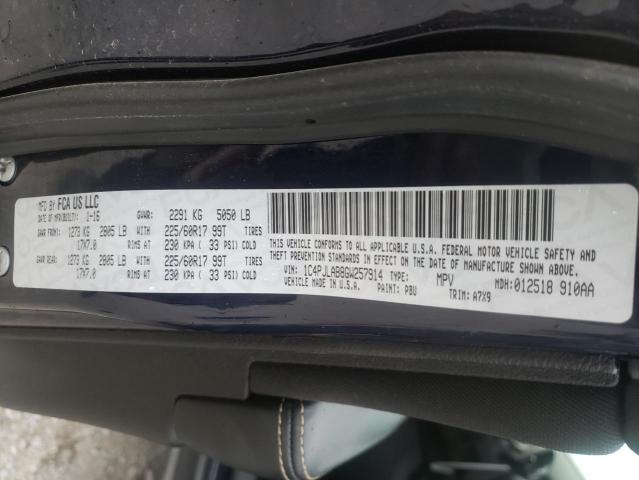 MFD BY FCA US LLC
DATE OF MFR(BUILT): 1-16 GVWR: 2291 KG 5050 LB
GAWR FRONT: 1273 KG 2805 LB WITH 225/60R17 99T TIRES
17X7.0 RIMS AT 230 KPA ( 33 PSI) COLD
GAWR REAR: 1273 KG 2805 LB WITH 225/60R17 99T TIRES
17X7.0 RIMS AT 230 KPA ( 33 PSI) COLD
THIS VEHICLE CONFORMS TO ALL APPLICABLE U.S.A. FEDERAL MOTOR VEHICLE SAFETY AND
THEFT PREVENTION STANDARDS IN EFFECT ON THE DATE OF MANUFACTURE SHOWN ABOVE.
VIN: 1C4PJLAB8GW257914 TYPE: MPV MDH:012518 910AA
VEHICLE MADE IN U.S.A. PAINT: PBU TRIM: A7X9